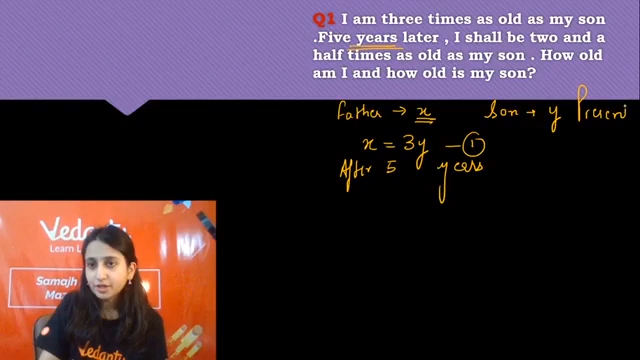 Q1 I am three times as old as my son
.Five years later , I shall be two and a
half times as old as my son . How old
am I and how old is my son?
Father → x Son → y Present
x = 3y — ①
After 5 years
Vedantu
Learn L
Samajh
Maz
Vedantu